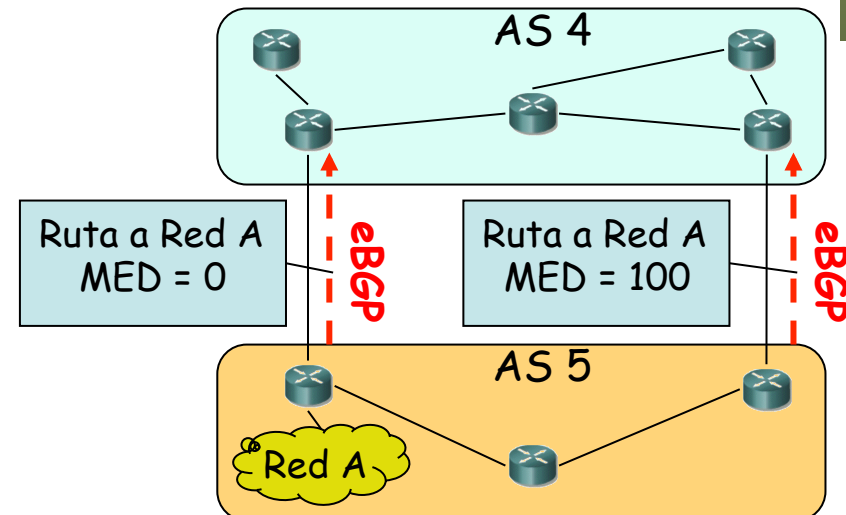 AS 4
Ruta a Red A
MED = 0
eBGP
Ruta a Red A
MED = 100
eBGP
AS 5
Red A